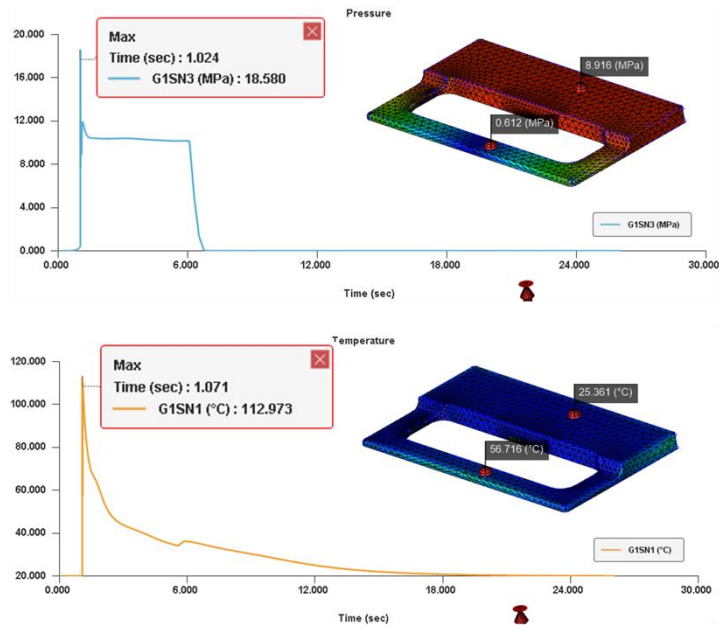 Pressure
20.000
16.000
12.000
8.000
4.000
0.000
Max
Time (sec) : 1.024
G1SN3 (MPa) : 18.580
8.916 (MPa)
0.612 (MPa)
G1SN3 (MPa)
0.000 6.000 12.000 18.000 24.000 30.000
Time (sec)
Temperature
120.000
100.000
80.000
60.000
40.000
20.000
Max
Time (sec) : 1.071
G1SN1 (°C) : 112.973
25.361 (°C)
56.716 (°C)
G1SN1 (°C)
0.000 6.000 12.000 18.000 24.000 30.000
Time (sec)